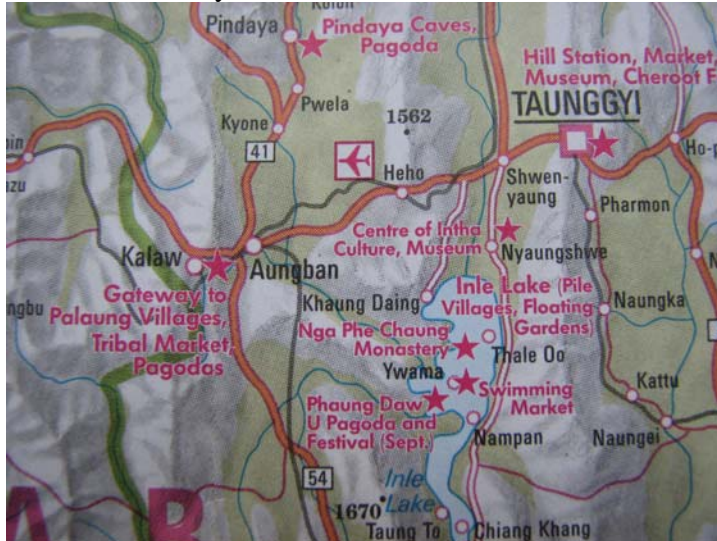 Pindaya
Pindaya Caves,
Pagoda
Hill Station, Market,
Museum, Cheroot F
TAUNGGYI
Pwela
Kyone
1562
41
Heho
Shwen-
yaung
Pharmon
Centre of Intha
Culture, Museum
Nyaungshwe
Kalaw
Aungban
Khaung Daing
Inle Lake (Pile
Villages, Floating
Gardens)
Naungka
Gateway to
Palaung Villages,
Tribal Market,
Pagodas
Nga Phe Chaung
Monastery
Thale Oo
Ywama
Swimming
Market
Kattu
Phaung Daw
U Pagoda and
Festival (Sept.)
Nampan
Naungei
54
Inle
Lake
1670
Taung To
Chiang Khang